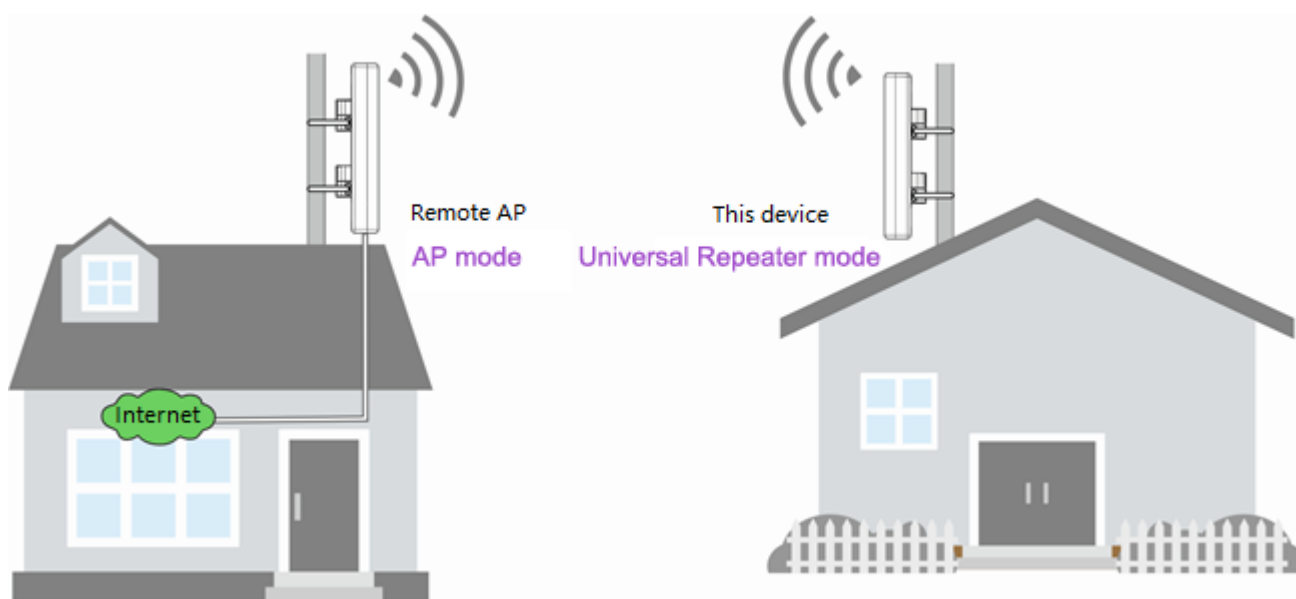 Remote AP
AP mode
This device
Universal Repeater mode
Internet